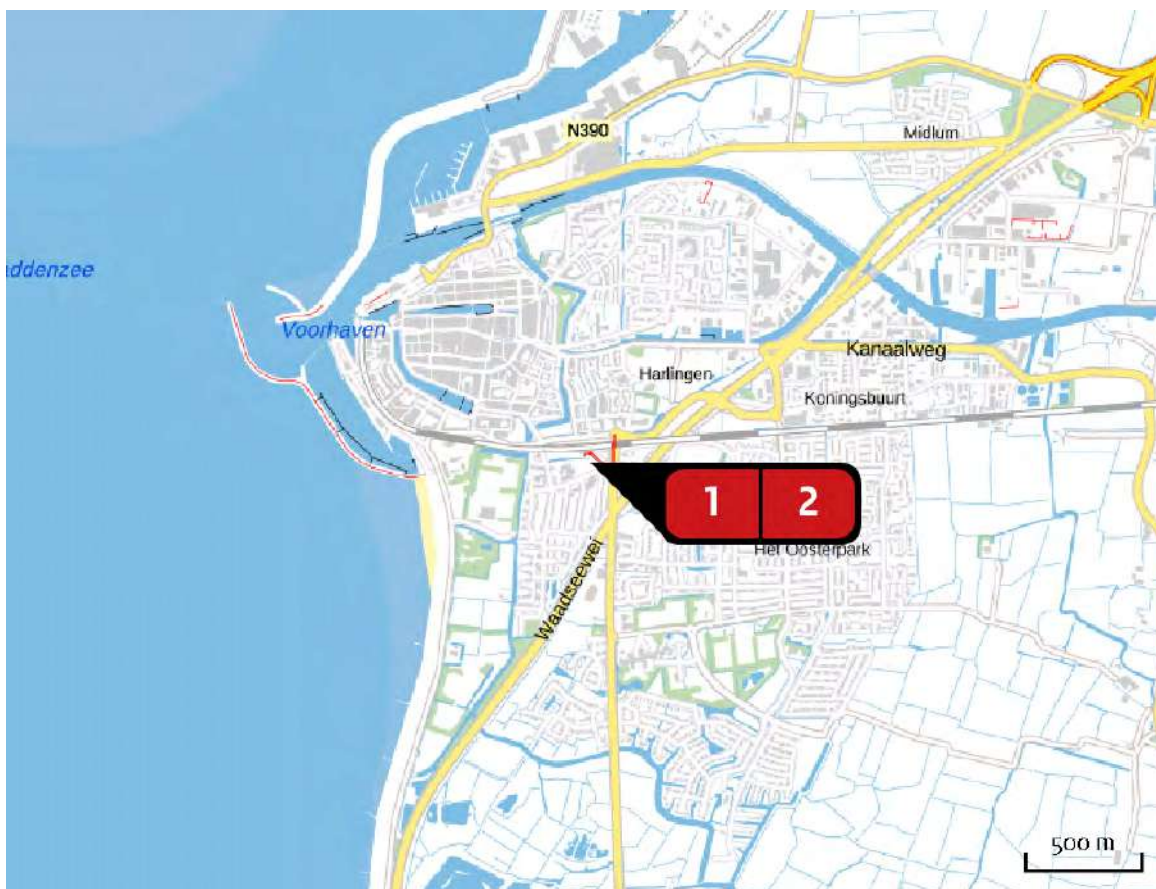 N390
Midlum
addenzee
Voorhaven
Kanaalweg
Harlingen
Koningsbuurt
1 2
Het Oosterpark
Waadseewei
500 m